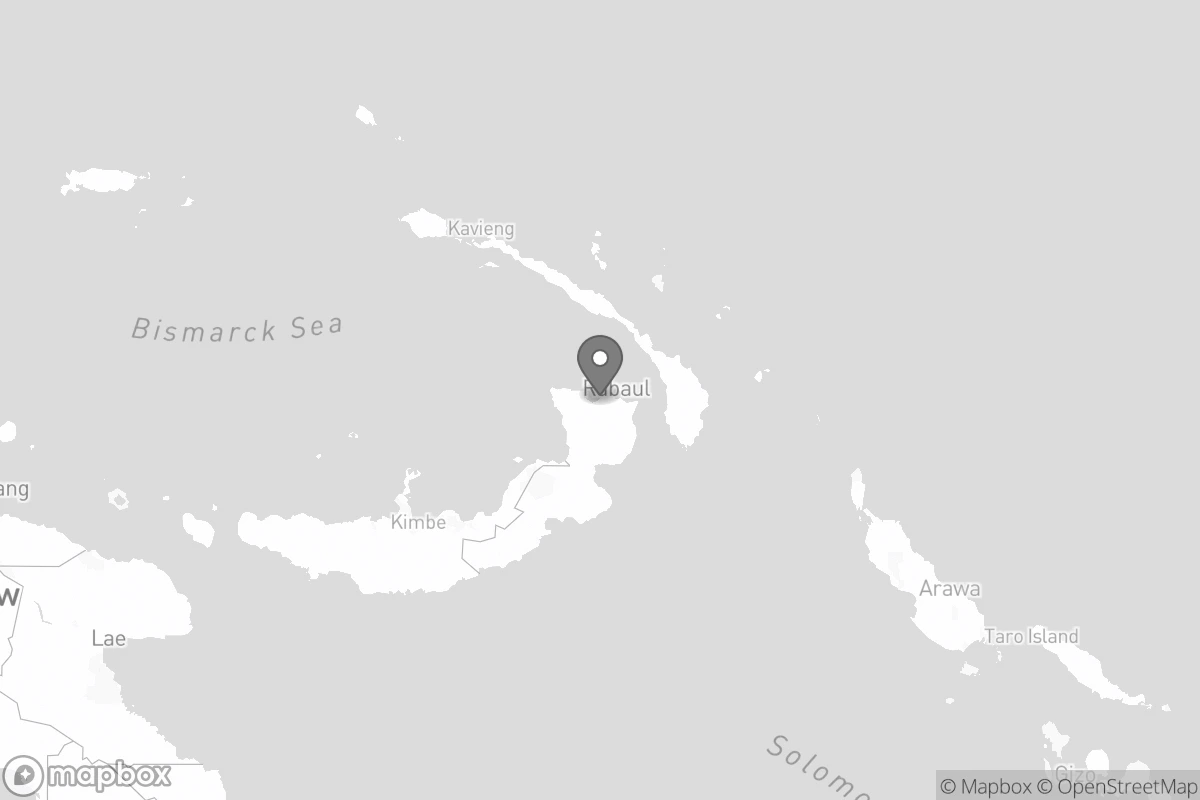 Kavieng
Bismarck Sea
Rabaul
ang
Kimbe
Arawa
w
Lae
Taro Island
Solomo
Gizo
mapbox
© Mapbox © OpenStreetMap